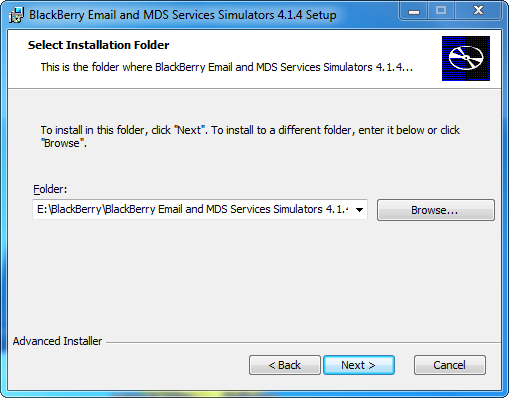 BlackBerry Email and MDS Services Simulators 4.1.4 Setup
Select Installation Folder
This is the folder where BlackBerry Email and MDS Services Simulators 4.1.4...
To install in this folder, click "Next". To install to a different folder, enter it below or click
"Browse".
Folder:
E:\BlackBerry\BlackBerry Email and MDS Services Simulators 4.1.4
Browse...
Advanced Installer
< Back
Next >
Cancel